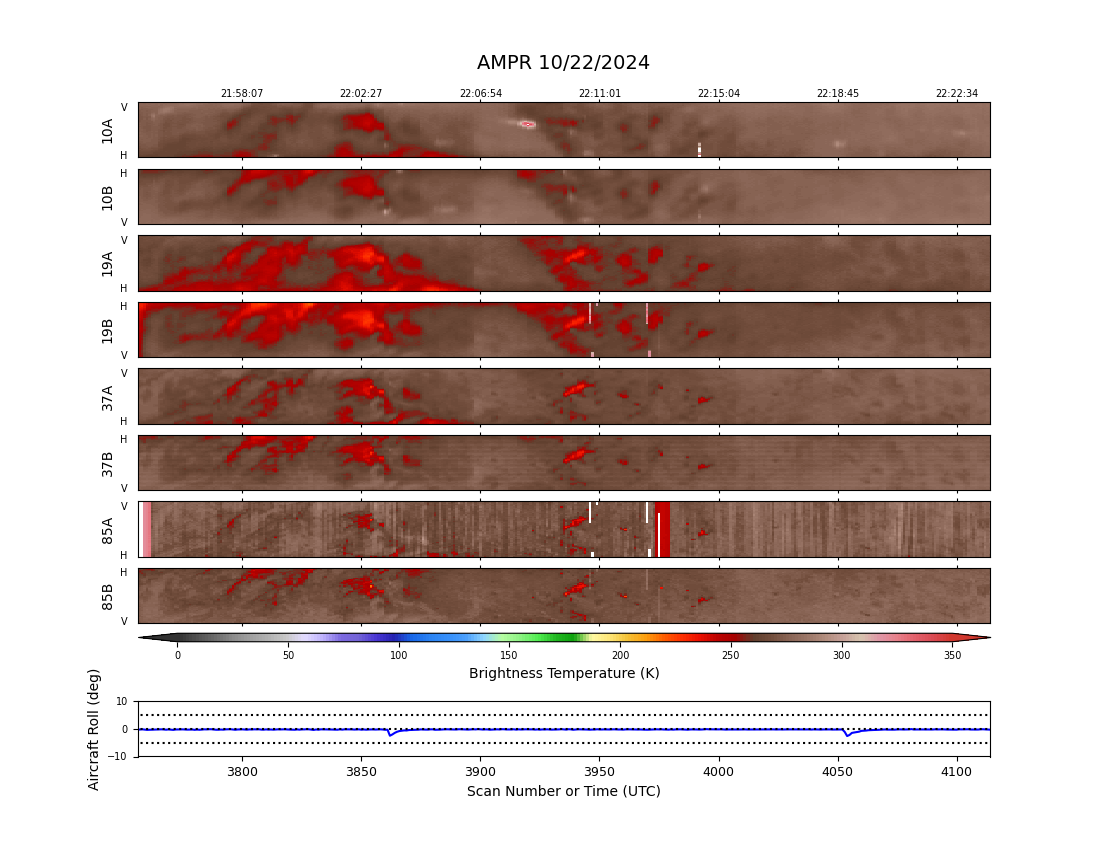 AMPR 10/22/2024
21:58:07 22:02:27 22:06:54 22:11:01 22:15:04 22:18:45 22:22:34
V
10A
H
H
10B
V
V
19A
H
H
19B
V
V
37A
H
H
37B
V
V
85A
H
H
85B
V
0 50 100 150 200 250 300 350
Brightness Temperature (K)
Aircraft Roll (deg)
10
0
−10
3800 3850 3900 3950 4000 4050 4100
Scan Number or Time (UTC)